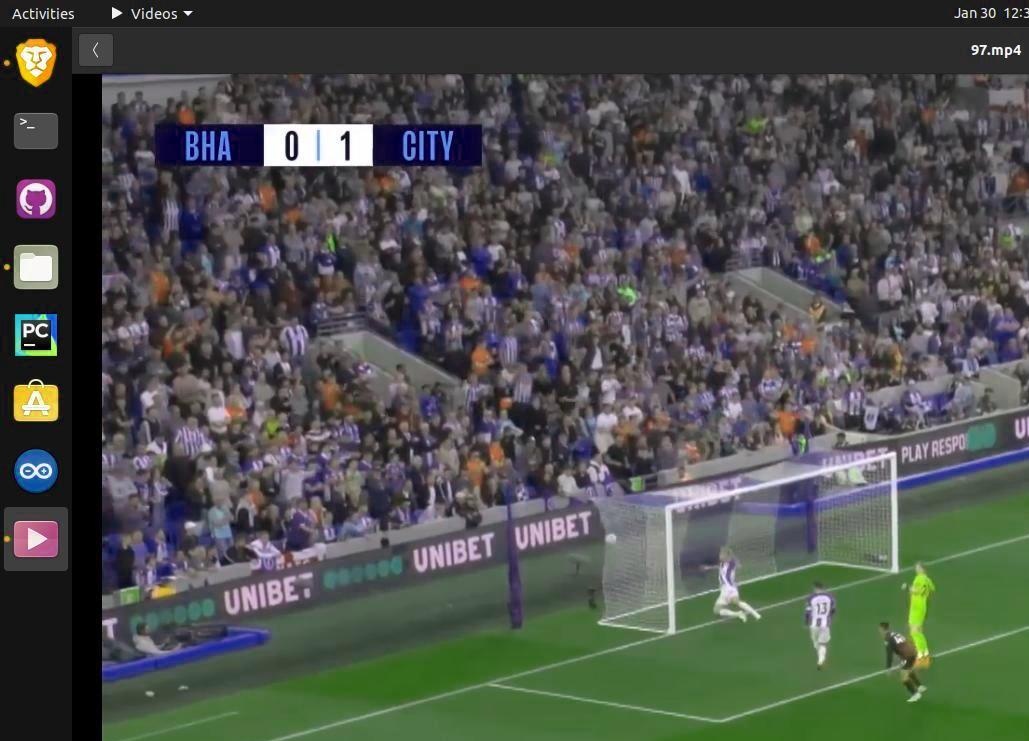 Activities
Videos
Jan 30 12:3
97.mp4
>_
PC
BHA 0 | 1 CITY
PLAY RESPO
UNIBET
UNIBET
UNIBET
UNIBET
13